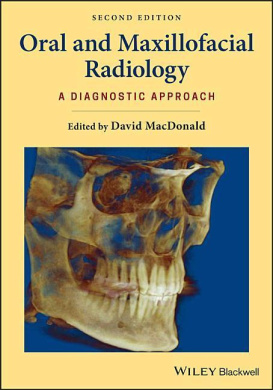 SECOND EDITION
Oral and Maxillofacial
Radiology
A DIAGNOSTIC APPROACH
Edited by David MacDonald
WILEY Blackwell